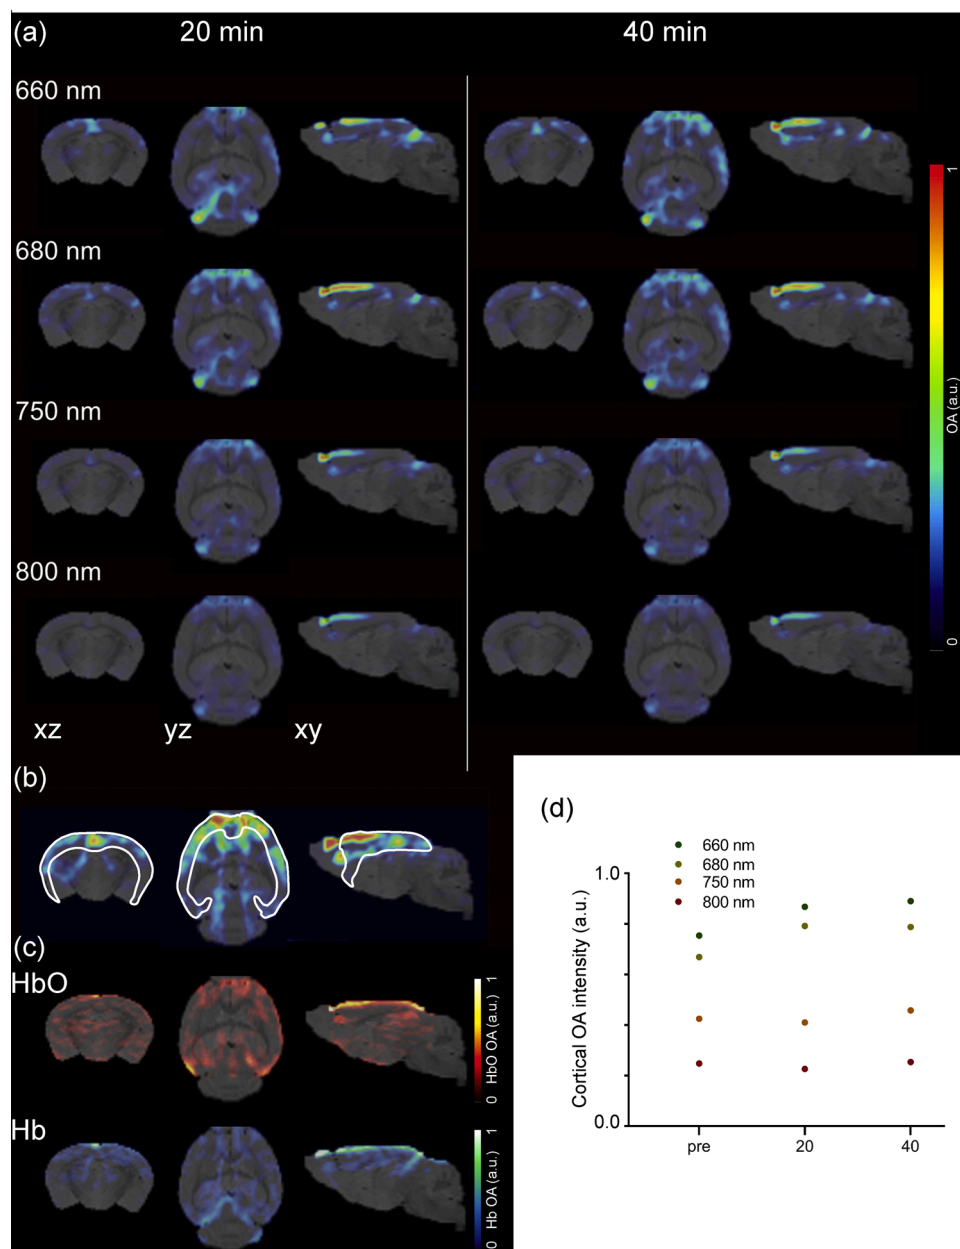 (a)
20 min
40 min
660 nm
680 nm
750 nm
800 nm
xz
yz
xy
1
OA (a.u.)
0
(b)
(c)
HbO
0 HbO OA (a.u.) 1
Hb
0 Hb OA (a.u.) 1
(d)
660 nm
680 nm
750 nm
800 nm
Cortical OA intensity (a.u.)
1.0
0.0
pre
20
40